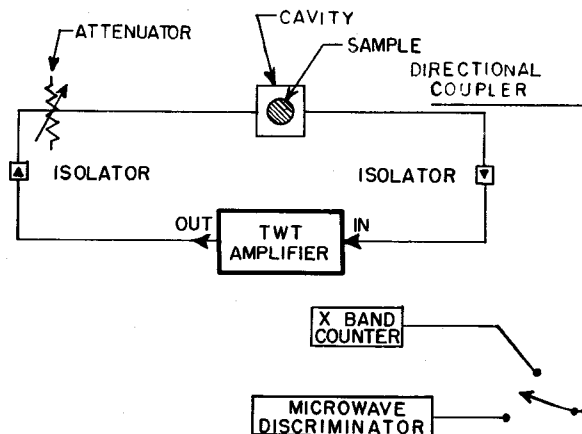 CAVITY
ATTENUATOR
SAMPLE
DIRECTIONAL
COUPLER
ISOLATOR
ISOLATOR
OUT
TWT
AMPLIFIER
IN
X BAND
COUNTER
MICROWAVE
DISCRIMINATOR